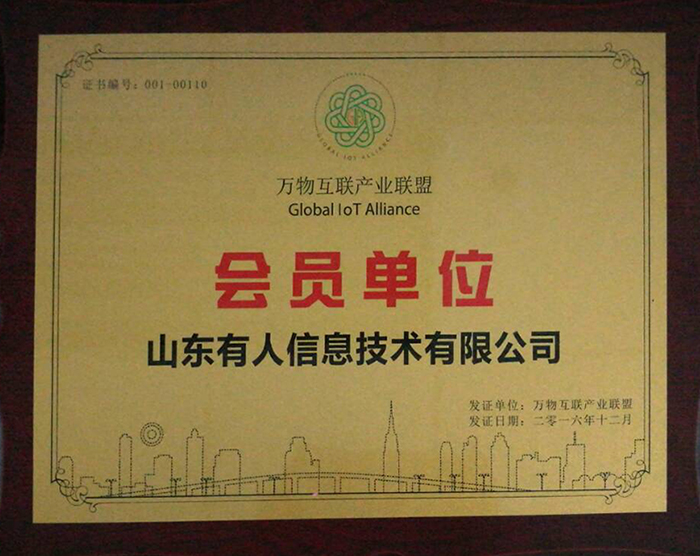 证书编号：001-00110
GLOBAL IOT ALLIANCE
万物互联产业联盟
Global IoT Alliance
会员单位
山东有人信息技术有限公司
发证单位：万物互联产业联盟
发证日期：二零一六年十二月